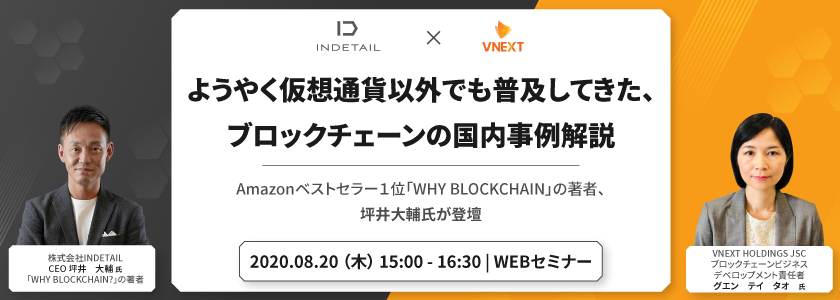 INDETAIL × VNEXT
ようやく仮想通貨以外でも普及してきた、
ブロックチェーンの国内事例解説
Amazonベストセラー１位「WHY BLOCKCHAIN」の著者、
坪井大輔氏が登壇
2020.08.20（木）15:00 - 16:30 | WEBセミナー
株式会社INDETAIL
CEO 坪井　大輔 氏
「WHY BLOCKCHAIN?」の著者
VNEXT HOLDINGS JSC
ブロックチェーンビジネス
デベロップメント責任者
グエン　テイ　タオ　氏